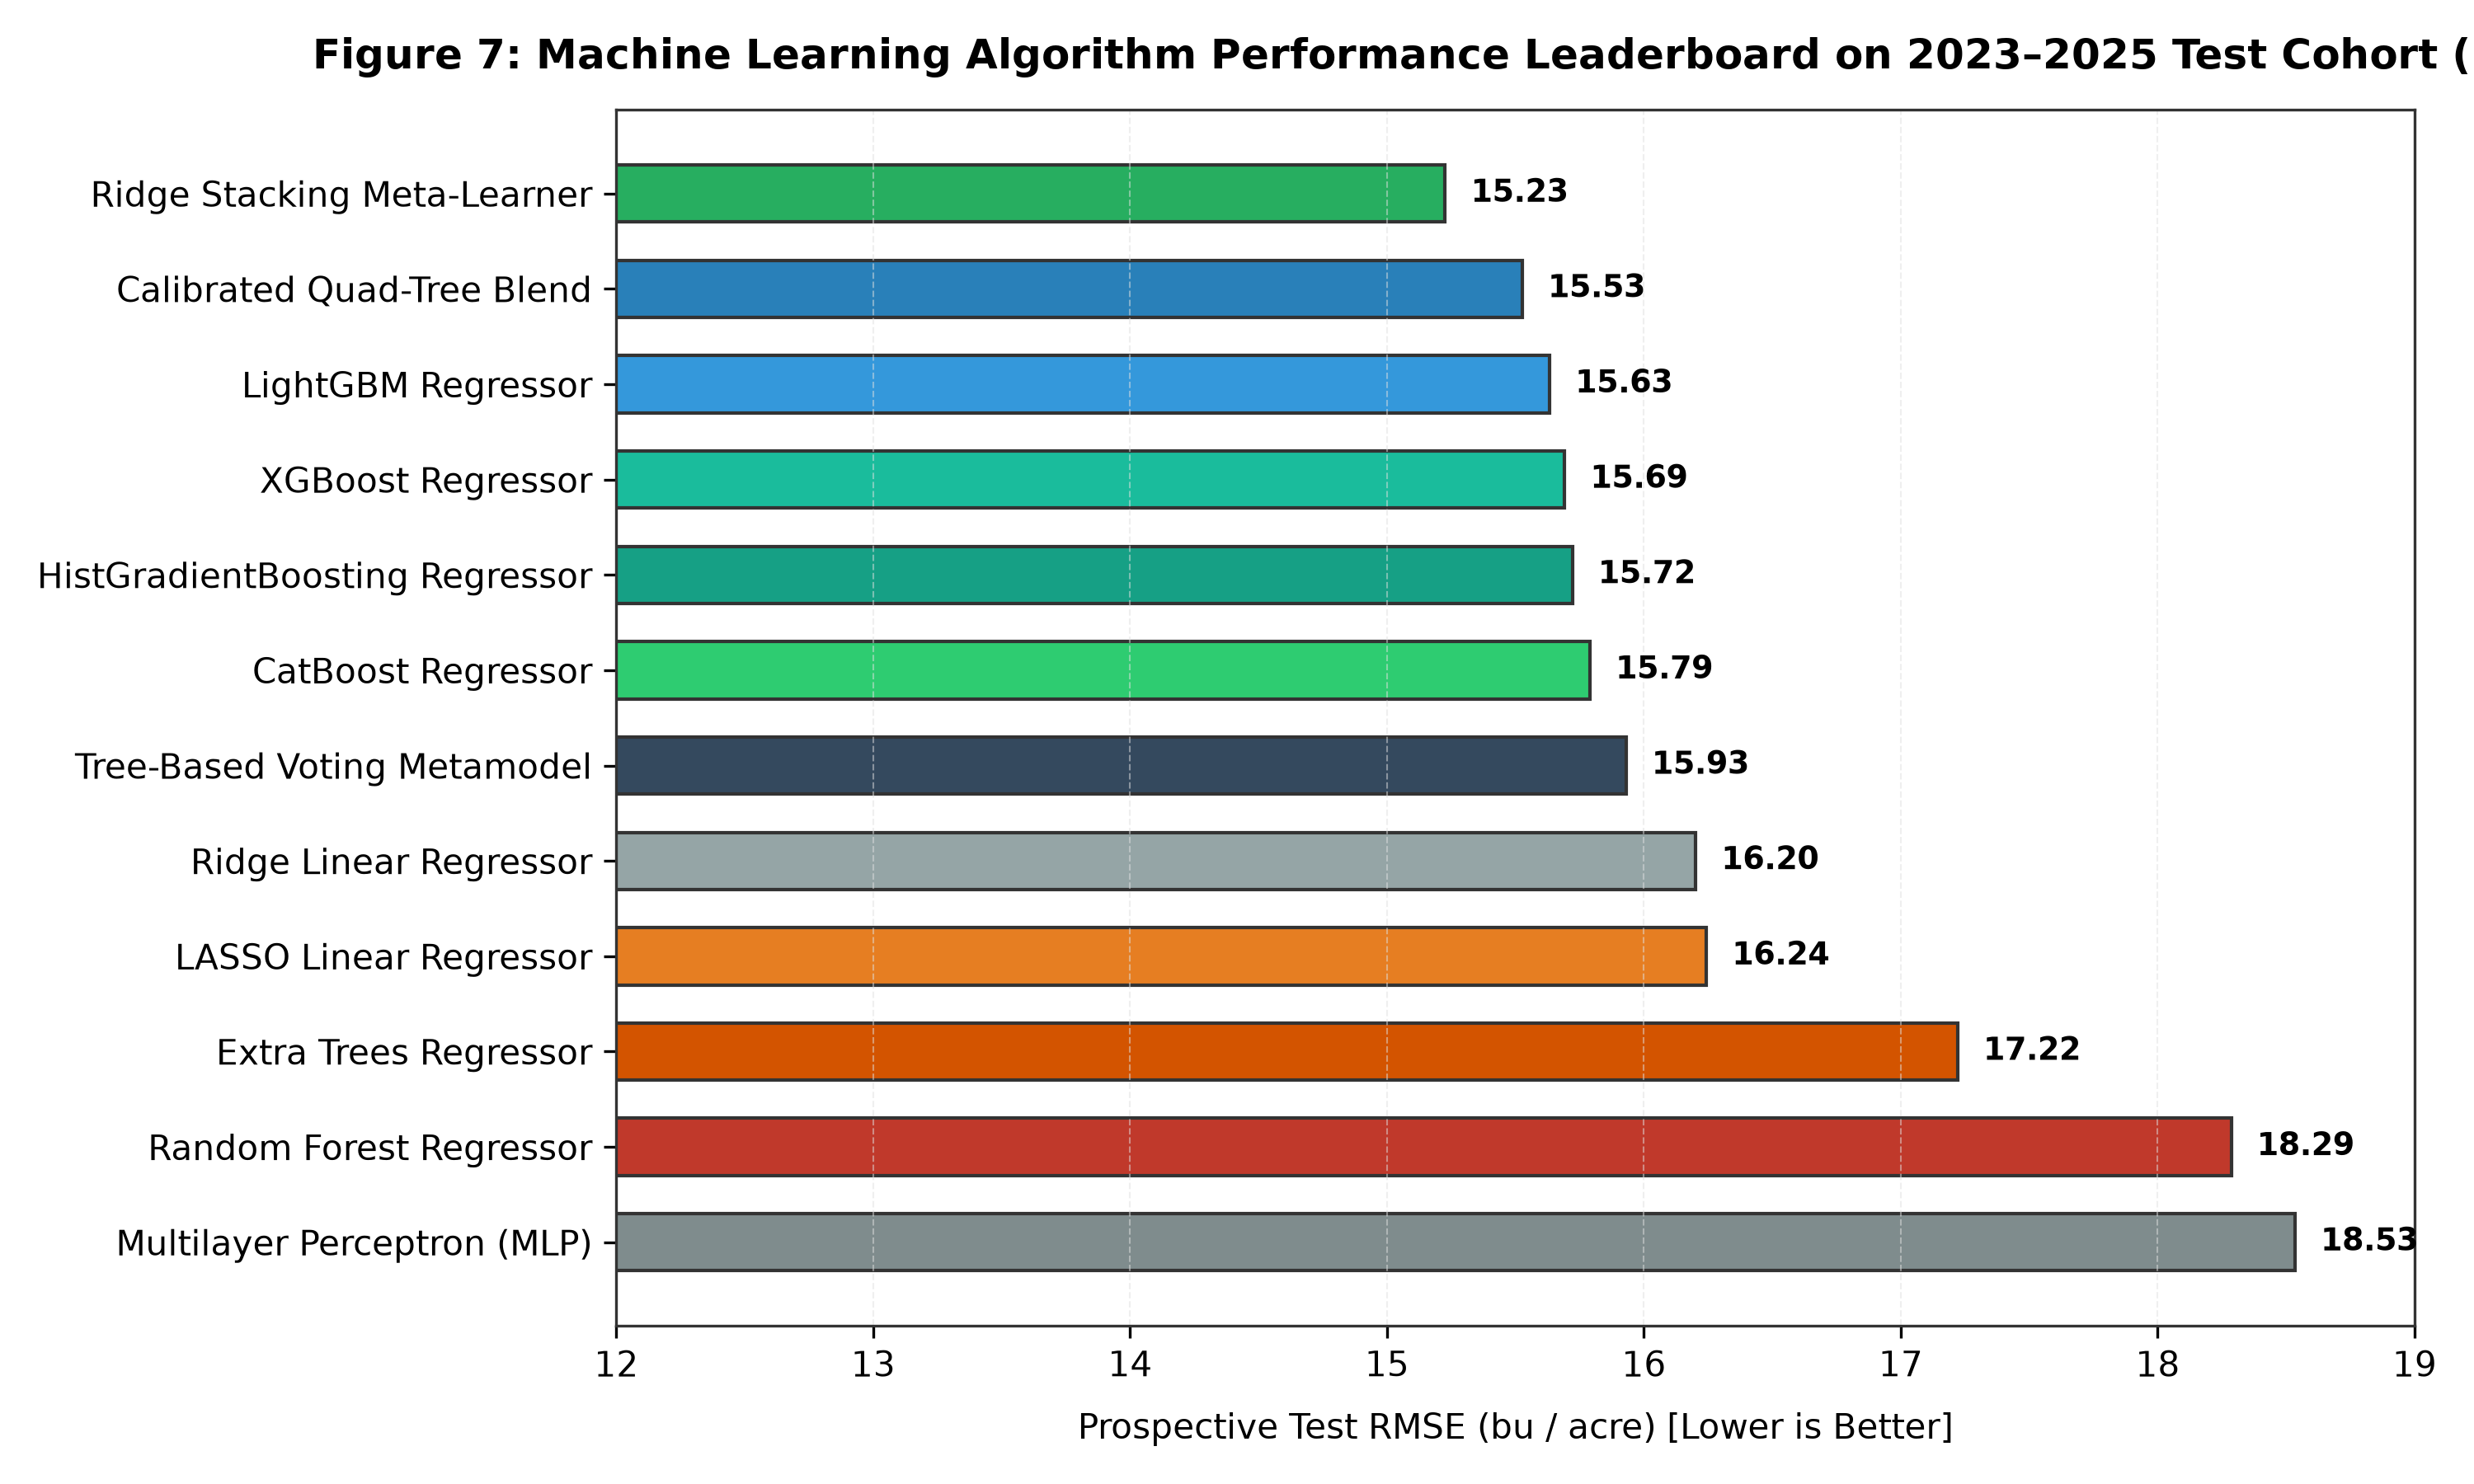 Figure 7: Machine Learning Algorithm Performance Leaderboard on 2023–2025 Test Cohort (
Ridge Stacking Meta-Learner 15.23
Calibrated Quad-Tree Blend 15.53
LightGBM Regressor 15.63
XGBoost Regressor 15.69
HistGradientBoosting Regressor 15.72
CatBoost Regressor 15.79
Tree-Based Voting Metamodel 15.93
Ridge Linear Regressor 16.20
LASSO Linear Regressor 16.24
Extra Trees Regressor 17.22
Random Forest Regressor 18.29
Multilayer Perceptron (MLP) 18.53
12 13 14 15 16 17 18 19
Prospective Test RMSE (bu / acre) [Lower is Better]